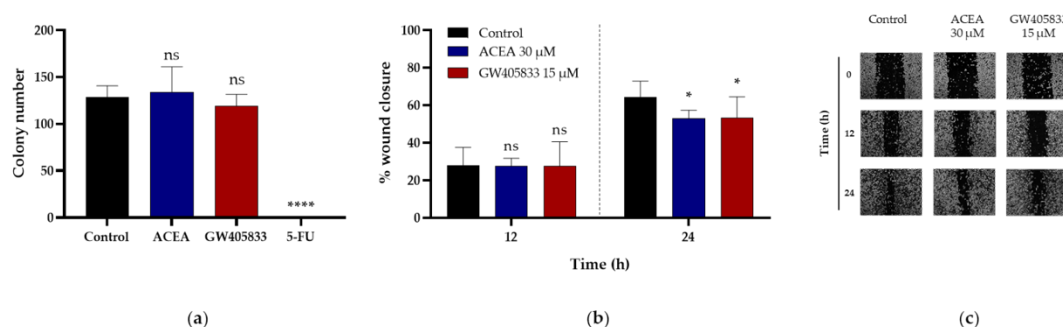 200
150
100
50
0
Colony number
ns
ns
****
Control
ACEA
GW405833
5-FU
(a)
100
80
60
40
20
0
% wound closure
Control
ACEA 30 µM
GW405833 15 µM
ns
ns
*
*
12
24
Time (h)
(b)
Control
ACEA
30 µM
GW405833
15 µM
Time (h)
0
12
24
(c)